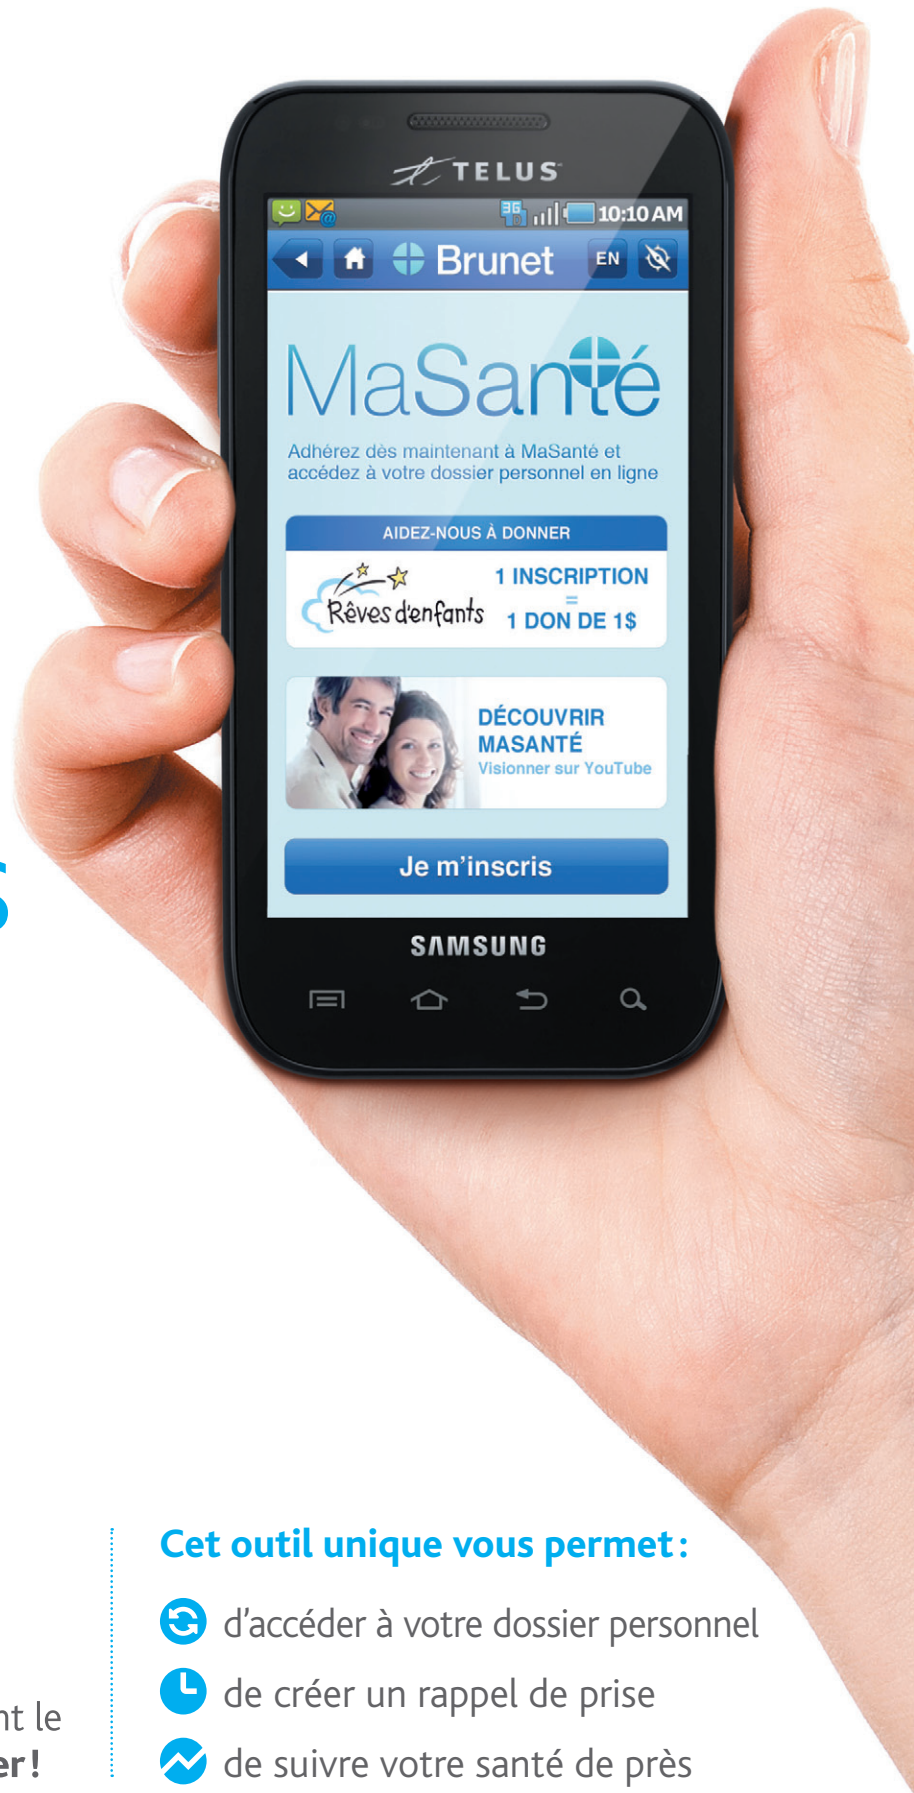 TELUS
3G
10:10 AM
Brunet
EN
MaSanté
Adhérez dès maintenant à MaSanté et
accédez à votre dossier personnel en ligne
AIDEZ-NOUS À DONNER
Rêves d'enfants
1 INSCRIPTION
=
1 DON DE 1$
DÉCOUVRIR
MASANTÉ
Visionner sur YouTube
Je m'inscris
SAMSUNG
Cet outil unique vous permet :
d'accéder à votre dossier personnel
de créer un rappel de prise
de suivre votre santé de près
le